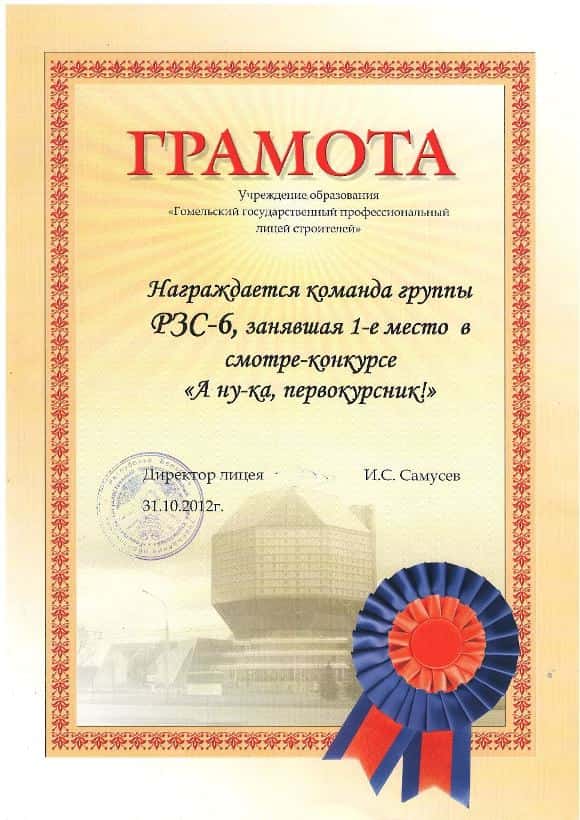 ГРАМОТА
Учреждение образования
«Гомельский государственный профессиональный
лицей строителей»
Награждается команда группы
РЗС-6, занявшая 1-е место в
смотре-конкурсе
«А ну-ка, первокурсник!»
Директор лицея И.С. Самусев
31.10.2012г.